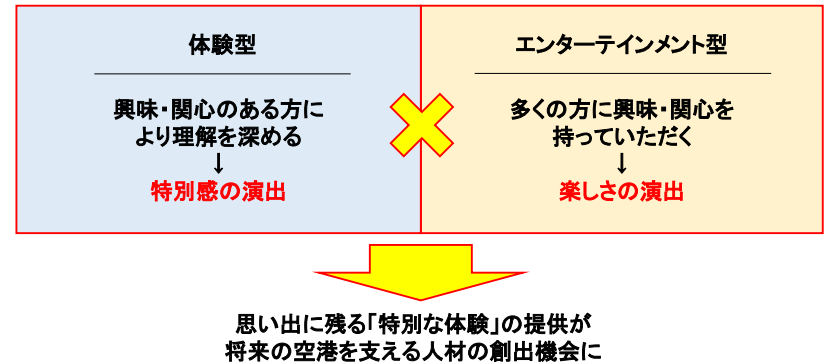 体験型
興味・関心のある方に
より理解を深める
↓
特別感の演出
エンターテインメント型
多くの方に興味・関心を
持っていただく
↓
楽しさの演出
思い出に残る「特別な体験」の提供が
将来の空港を支える人材の創出機会に